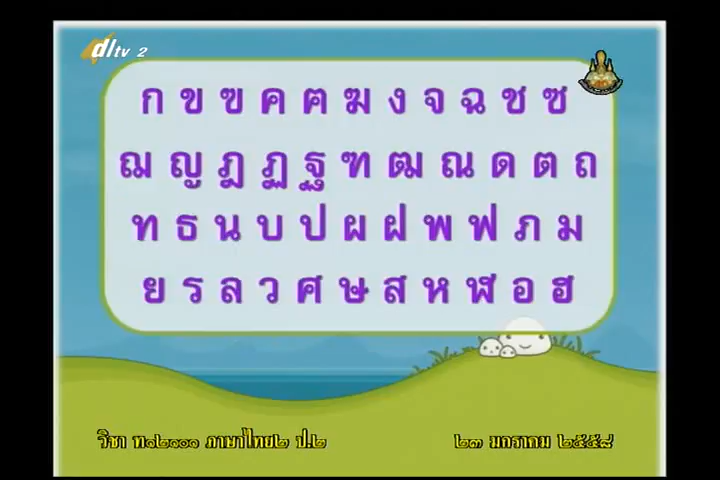 dltv 2
ก ข ฃ ค ฅ ฆ ง จ ฉ ช ซ
ฌ ญ ฎ ฏ ฐ ฑ ฒ ณ ด ต ถ
ท ธ น บ ป ผ ฝ พ ฟ ภ ม
ย ร ล ว ศ ษ ส ห ฬ อ ฮ
วิชา ท๑๒๐๐๑ ภาษาไทย๒ ป.๒
๒๓ มกราคม ๒๕๕๘